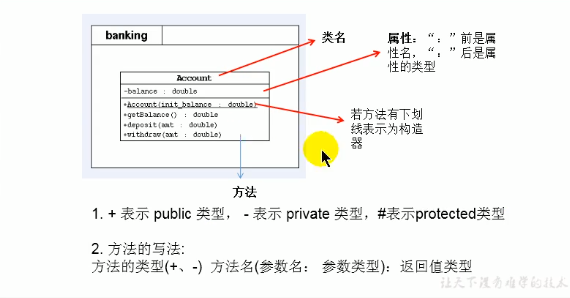 banking
类名
属性：“：”前是属
性名，“：”后是属
性的类型
Account
-balance : double
+Account(init_balance : double)
+getBalance() : double
+deposit(amt : double)
+withdraw(amt : double)
若方法有下划
线表示为构造
器
方法
1. + 表示 public 类型， - 表示 private 类型，#表示protected类型
2. 方法的写法:
方法的类型(+、-) 方法名(参数名： 参数类型)：返回值类型
让天下没有难学的技术